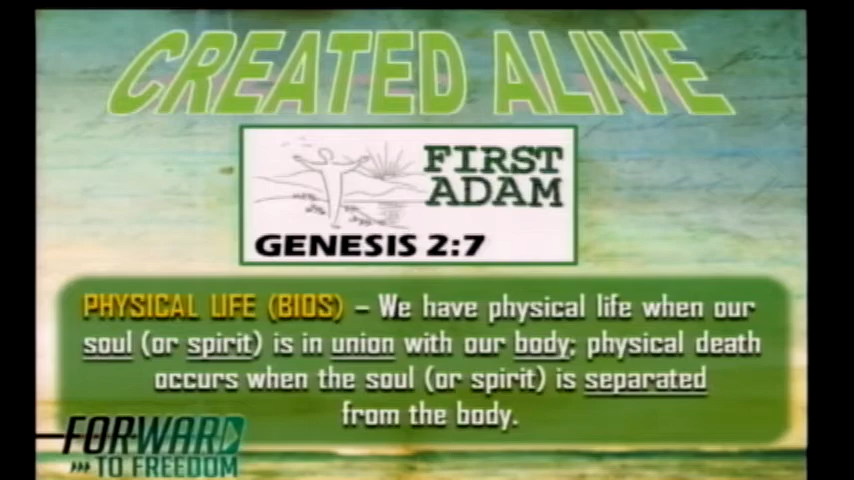 CREATED ALIVE
FIRST
ADAM
GENESIS 2:7
PHYSICAL LIFE (BIOS) – We have physical life when our
soul (or spirit) is in union with our body; physical death
occurs when the soul (or spirit) is separated
from the body.
FORWARD
››› TO FREEDOM